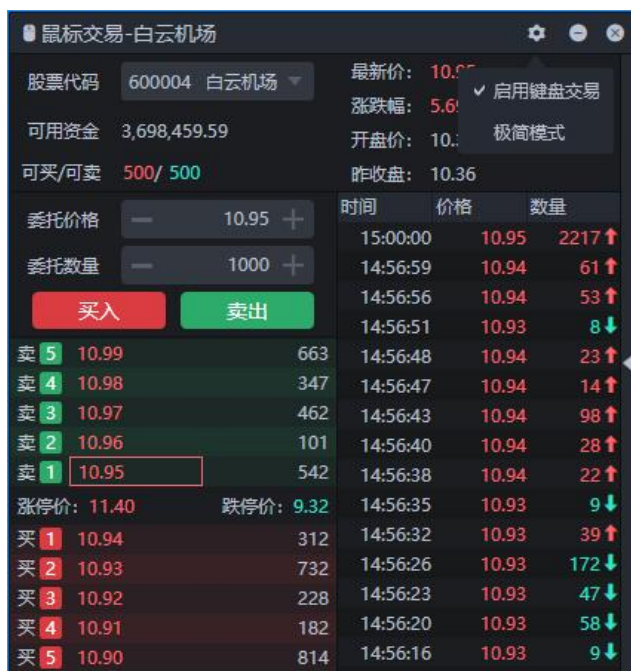 鼠标交易-白云机场
股票代码 600004 白云机场
可用资金 3,698,459.59
可买/可卖 500/ 500
最新价: 10.95
涨跌幅: 5.6
开盘价: 10.
昨收盘: 10.36
启用键盘交易
极简模式
委托价格 — 10.95 +
委托数量 — 1000 +
买入 卖出
卖 5 10.99 663
卖 4 10.98 347
卖 3 10.97 462
卖 2 10.96 101
卖 1 10.95 542
涨停价: 11.40 跌停价: 9.32
买 1 10.94 312
买 2 10.93 732
买 3 10.92 228
买 4 10.91 182
买 5 10.90 814
时间 价格 数量
15:00:00 10.95 2217↑
14:56:59 10.94 61↑
14:56:56 10.94 53↑
14:56:51 10.93 8↓
14:56:48 10.94 23↑
14:56:47 10.94 14↑
14:56:43 10.94 98↑
14:56:40 10.94 28↑
14:56:38 10.94 22↑
14:56:35 10.93 9↓
14:56:32 10.93 39↑
14:56:26 10.93 172↓
14:56:23 10.93 47↓
14:56:20 10.93 58↓
14:56:16 10.93 9↓